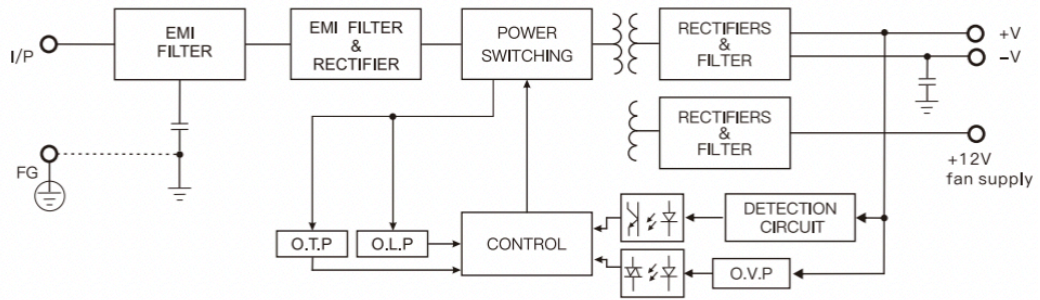 I/P
EMI
FILTER
EMI FILTER
&
RECTIFIER
POWER
SWITCHING
RECTIFIERS
&
FILTER
+V
−V
RECTIFIERS
&
FILTER
+12V
fan supply
FG
O.T.P
O.L.P
CONTROL
DETECTION
CIRCUIT
O.V.P